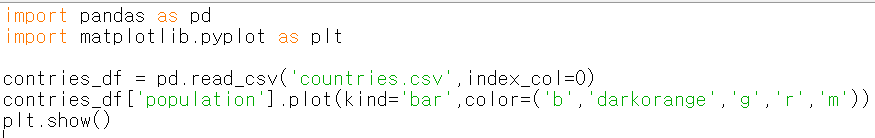 import pandas as pd
import matplotlib.pyplot as plt
contries_df = pd.read_csv('countries.csv',index_col=0)
contries_df['population'].plot(kind='bar',color=('b','darkorange','g','r','m'))
plt.show()